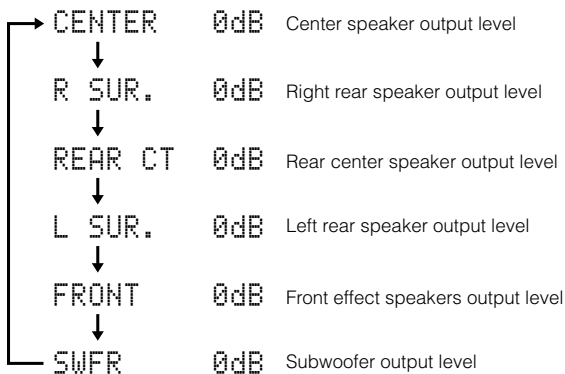 CENTER 0dB Center speaker output level
R SUR. 0dB Right rear speaker output level
REAR CT 0dB Rear center speaker output level
L SUR. 0dB Left rear speaker output level
FRONT 0dB Front effect speakers output level
SWFR 0dB Subwoofer output level